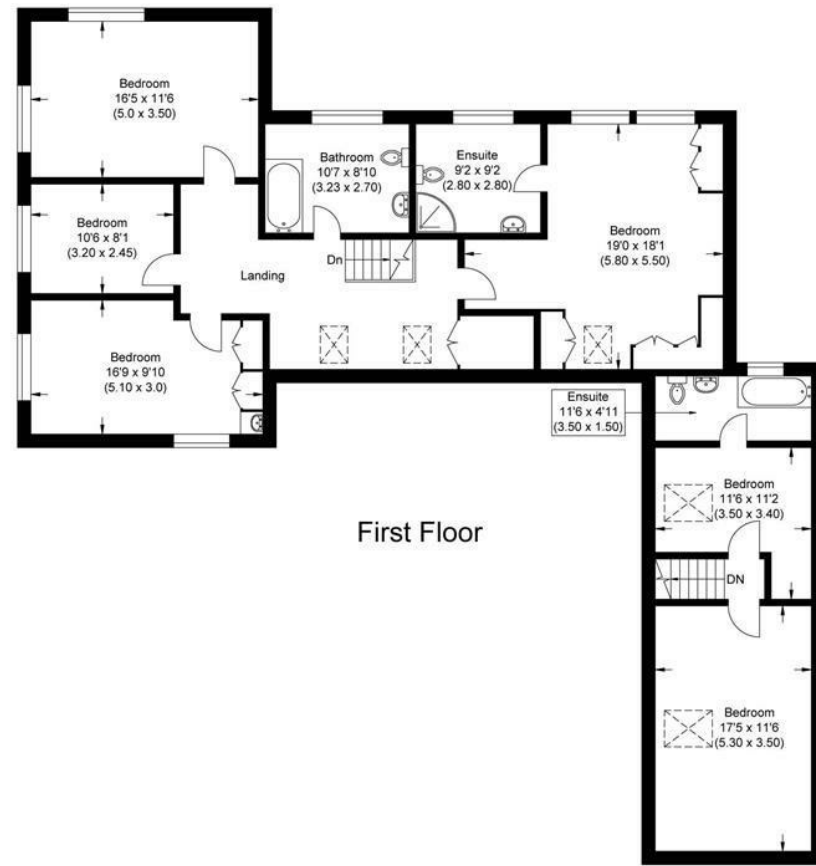 Bedroom
16'5 x 11'6
(5.0 x 3.50)
Bathroom
10'7 x 8'10
(3.23 x 2.70)
Ensuite
9'2 x 9'2
(2.80 x 2.80)
Bedroom
10'6 x 8'1
(3.20 x 2.45)
Bedroom
19'0 x 18'1
(5.80 x 5.50)
Landing
Dn
Bedroom
16'9 x 9'10
(5.10 x 3.0)
Ensuite
11'6 x 4'11
(3.50 x 1.50)
Bedroom
11'6 x 11'2
(3.50 x 3.40)
First Floor
DN
Bedroom
17'5 x 11'6
(5.30 x 3.50)